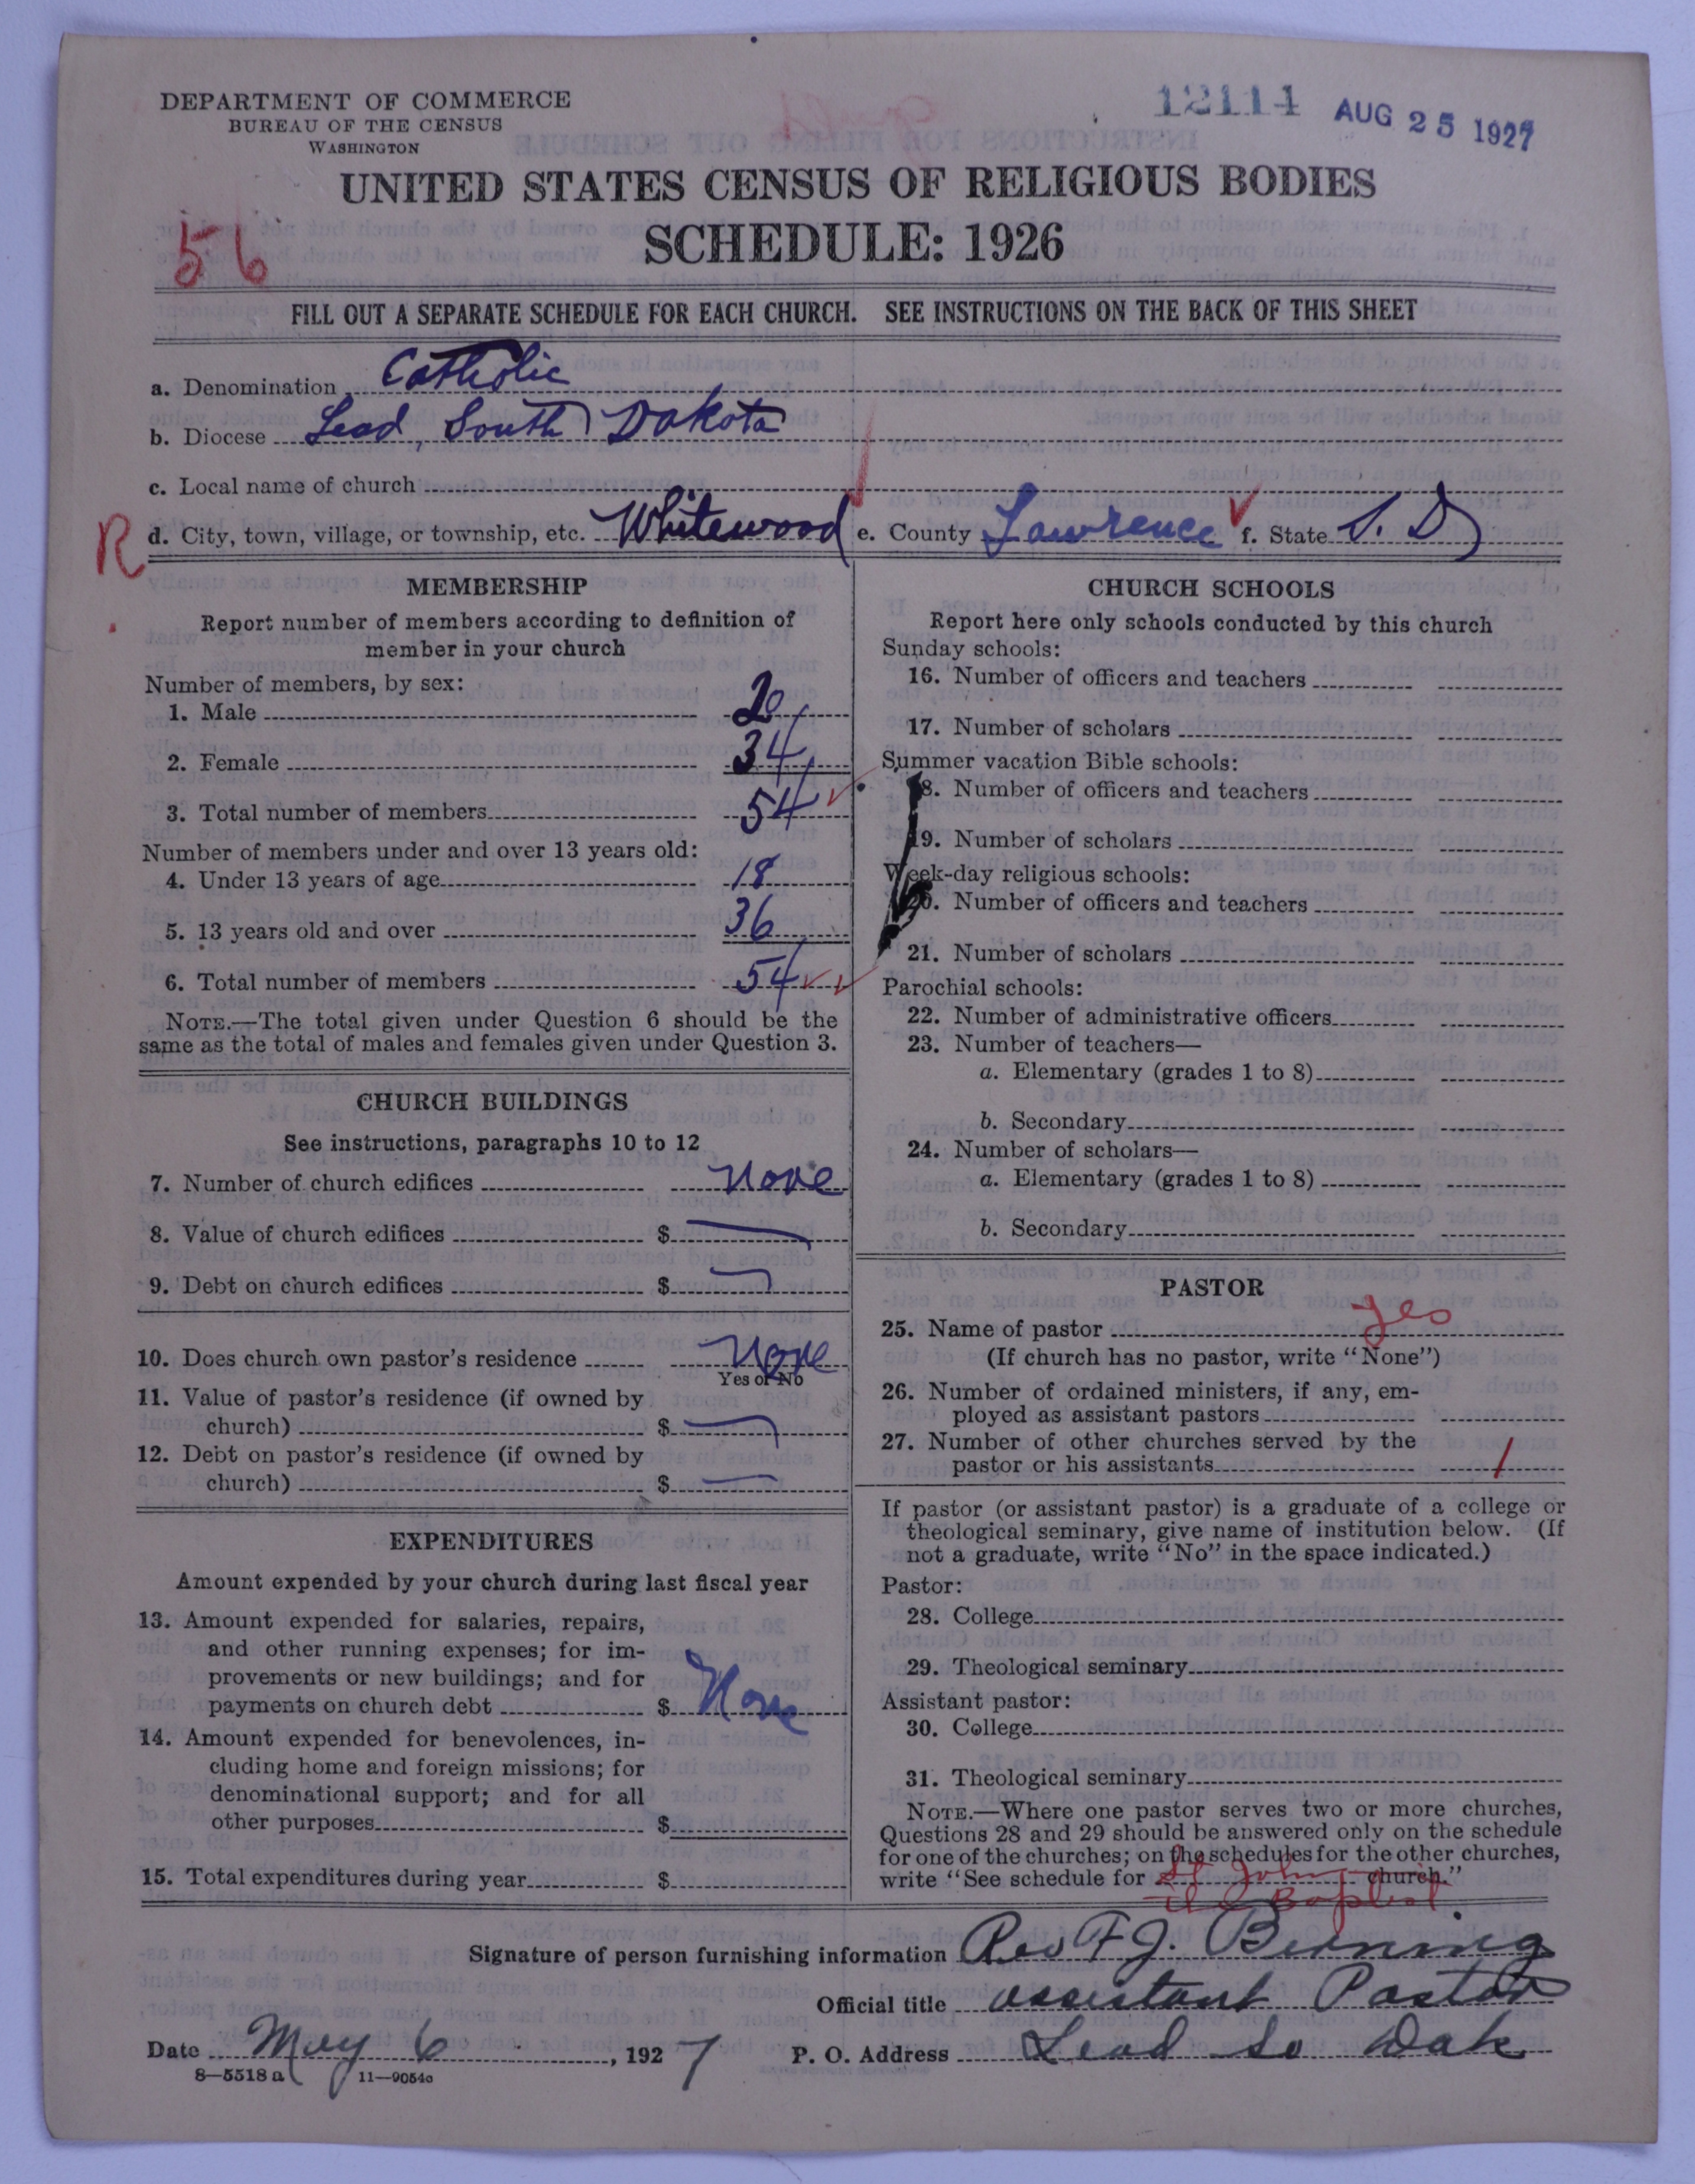 DEPARTMENT OF COMMERCE
BUREAU OF THE CENSUS
WASHINGTON
12114 AUG 25 1927
UNITED STATES CENSUS OF RELIGIOUS BODIES
SCHEDULE: 1926
56
FILL OUT A SEPARATE SCHEDULE FOR EACH CHURCH. SEE INSTRUCTIONS ON THE BACK OF THIS SHEET
a. Denomination Catholic
b. Diocese Lead, South Dakota
c. Local name of church
R d. City, town, village, or township, etc. Whitewood e. County Lawrence f. State S. D
MEMBERSHIP
Report number of members according to definition of
member in your church
Number of members, by sex:
1. Male 20
2. Female 34
3. Total number of members 54
Number of members under and over 13 years old:
4. Under 13 years of age 18
5. 13 years old and over 36
6. Total number of members 54
NOTE.—The total given under Question 6 should be the
same as the total of males and females given under Question 3.
CHURCH BUILDINGS
See instructions, paragraphs 10 to 12
7. Number of church edifices None
8. Value of church edifices $
9. Debt on church edifices $
10. Does church own pastor's residence None
Yes or No
11. Value of pastor's residence (if owned by
church) $
12. Debt on pastor's residence (if owned by
church) $
EXPENDITURES
Amount expended by your church during last fiscal year
13. Amount expended for salaries, repairs,
and other running expenses; for im-
provements or new buildings; and for
payments on church debt $ None
14. Amount expended for benevolences, in-
cluding home and foreign missions; for
denominational support; and for all
other purposes $
15. Total expenditures during year $
CHURCH SCHOOLS
Report here only schools conducted by this church
Sunday schools:
16. Number of officers and teachers
17. Number of scholars
Summer vacation Bible schools:
18. Number of officers and teachers
19. Number of scholars
Week-day religious schools:
20. Number of officers and teachers
21. Number of scholars
Parochial schools:
22. Number of administrative officers
23. Number of teachers—
a. Elementary (grades 1 to 8)
b. Secondary
24. Number of scholars—
a. Elementary (grades 1 to 8)
b. Secondary
PASTOR
25. Name of pastor yes
(If church has no pastor, write "None")
26. Number of ordained ministers, if any, em-
ployed as assistant pastors
27. Number of other churches served by the
pastor or his assistants 1
If pastor (or assistant pastor) is a graduate of a college or
theological seminary, give name of institution below. (If
not a graduate, write "No" in the space indicated.)
Pastor:
28. College
29. Theological seminary
Assistant pastor:
30. College
31. Theological seminary
NOTE.—Where one pastor serves two or more churches,
Questions 28 and 29 should be answered only on the schedule
for one of the churches; on the schedules for the other churches,
write "See schedule for St John church."
the Baptist
Signature of person furnishing information Rev F J. Bunning
Official title assistant Pastor
Date May 6, 1927 P. O. Address Lead So Dak
8—5518 a 11—9054a